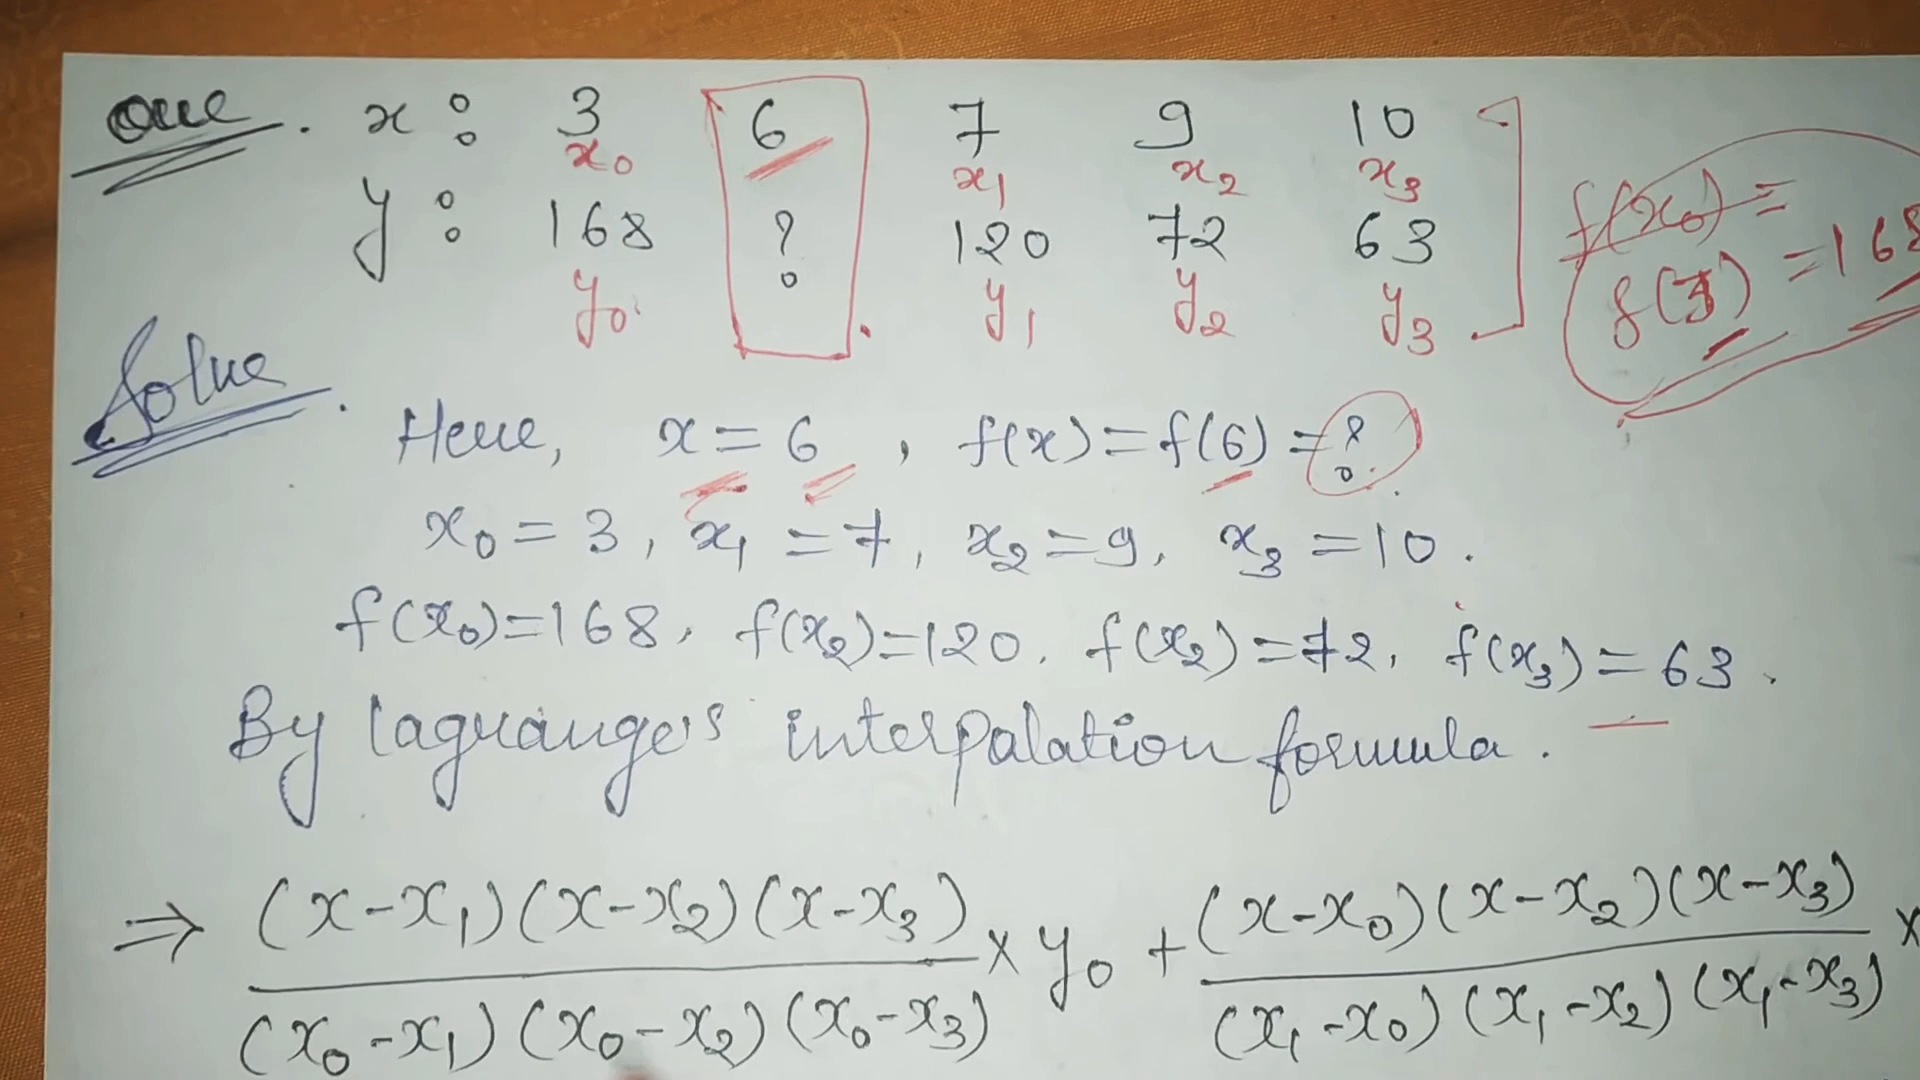 Que. x : 3 6 7 9 10
x₀ x₁ x₂ x₃
y : 168 ? 120 72 63
y₀ y₁ y₂ y₃
f(x₀) =
f(3) = 168
Solve.
Here, x = 6 , f(x) = f(6) = ?
x₀ = 3, x₁ = 7, x₂ = 9, x₃ = 10.
f(x₀) = 168, f(x₂) = 120, f(x₂) = 72, f(x₃) = 63.
By lagrange's interpalation formula.
⇒ (x-x₁)(x-x₂)(x-x₃) / (x₀-x₁)(x₀-x₂)(x₀-x₃) × y₀ + (x-x₀)(x-x₂)(x-x₃) / (x₁-x₀)(x₁-x₂)(x₁-x₃) ×